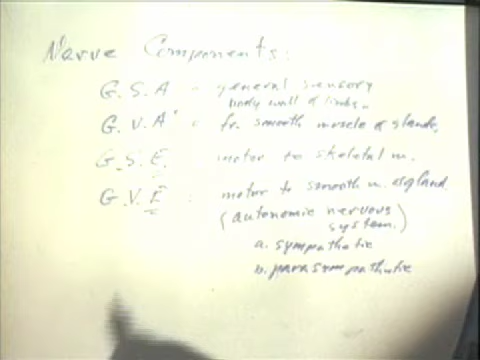 Nerve Components:
G.S.A - general sensory
body wall & limbs.
G.V.A - fr. smooth muscle & glands.
G.S.E. motor to skeletal m.
G.V.E motor to smooth m. & gland.
(autonomic nervous
system.)
a. sympathetic
b. parasympathetic